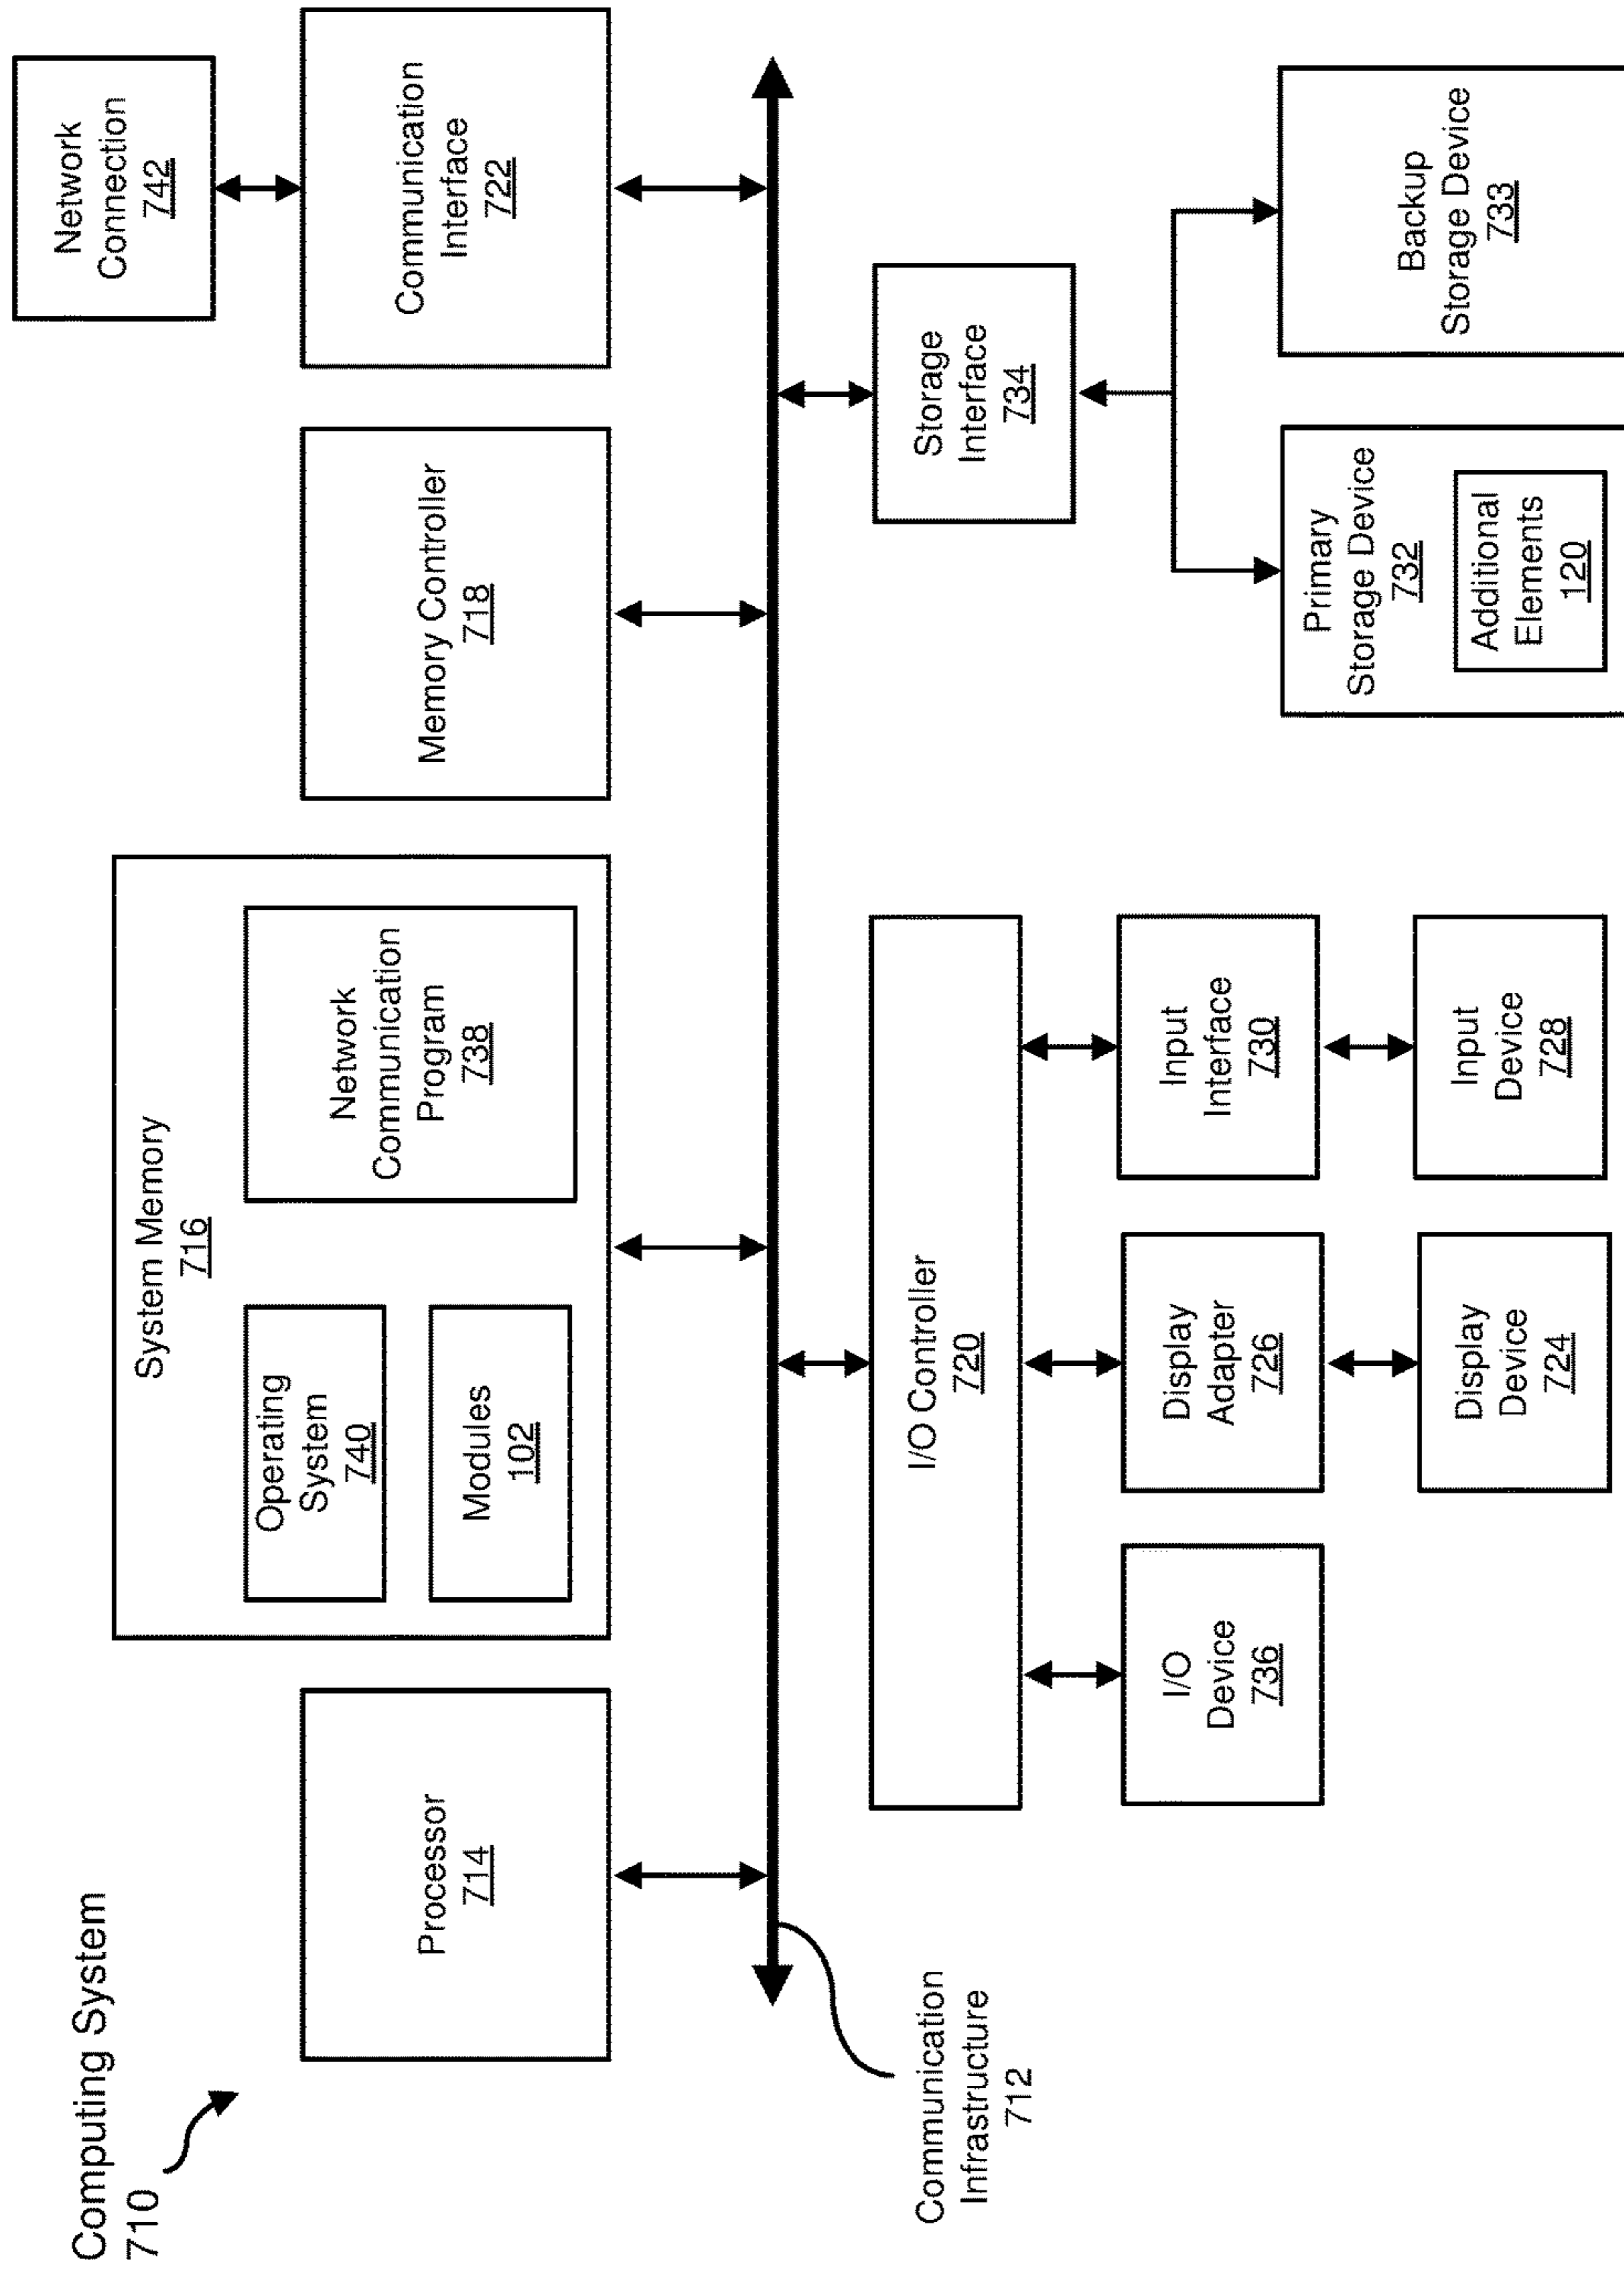 Computing System
710
Processor
714
System Memory
716
Operating
System
740
Modules
102
Network
Communication
Program
738
Memory Controller
718
Communication
Interface
722
Network
Connection
742
Communication
Infrastructure
712
I/O Controller
720
I/O
Device
736
Display
Adapter
726
Input
Interface
730
Display
Device
724
Input
Device
728
Storage
Interface
734
Primary
Storage Device
732
Additional
Elements
120
Backup
Storage Device
733